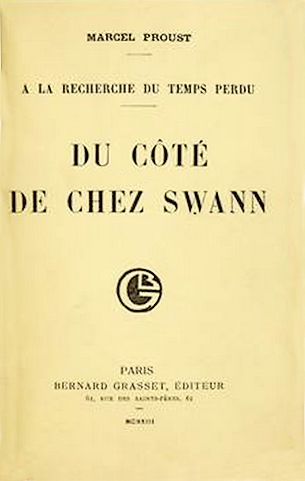 MARCEL PROUST
A LA RECHERCHE DU TEMPS PERDU
DU CÔTÉ
DE CHEZ SWANN
BG
PARIS
BERNARD GRASSET, ÉDITEUR
61, RUE DES SAINTS-PÈRES, 61
MCMXIII